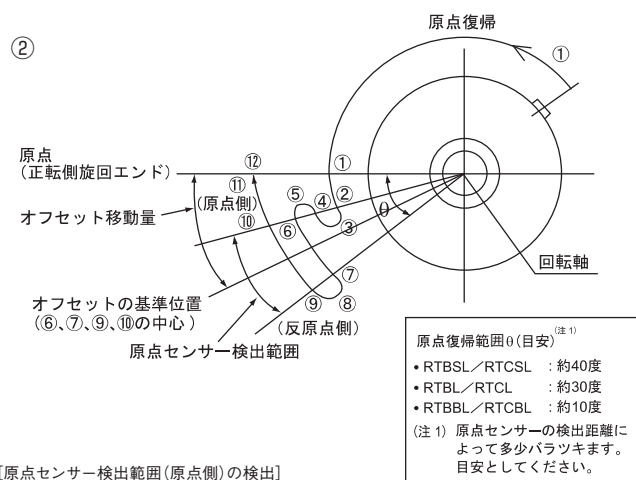 ②
原点復帰
①
原点
(正転側旋回エンド)
⑫
①
⑪
(原点側)
⑤
④
②
オフセット移動量
⑩
⑥
③
θ
⑦
回転軸
オフセットの基準位置
(⑥、⑦、⑨、⑩の中心)
⑨
⑧
(反原点側)
原点センサー検出範囲
原点復帰範囲θ(目安)(注1)
• RTBSL／RTCSL ：約40度
• RTBL／RTCL ：約30度
• RTBBL／RTCBL ：約10度
(注1) 原点センサーの検出距離に
よって多少バラツキます。
目安としてください。
[原点センサー検出範囲(原点側)の検出]